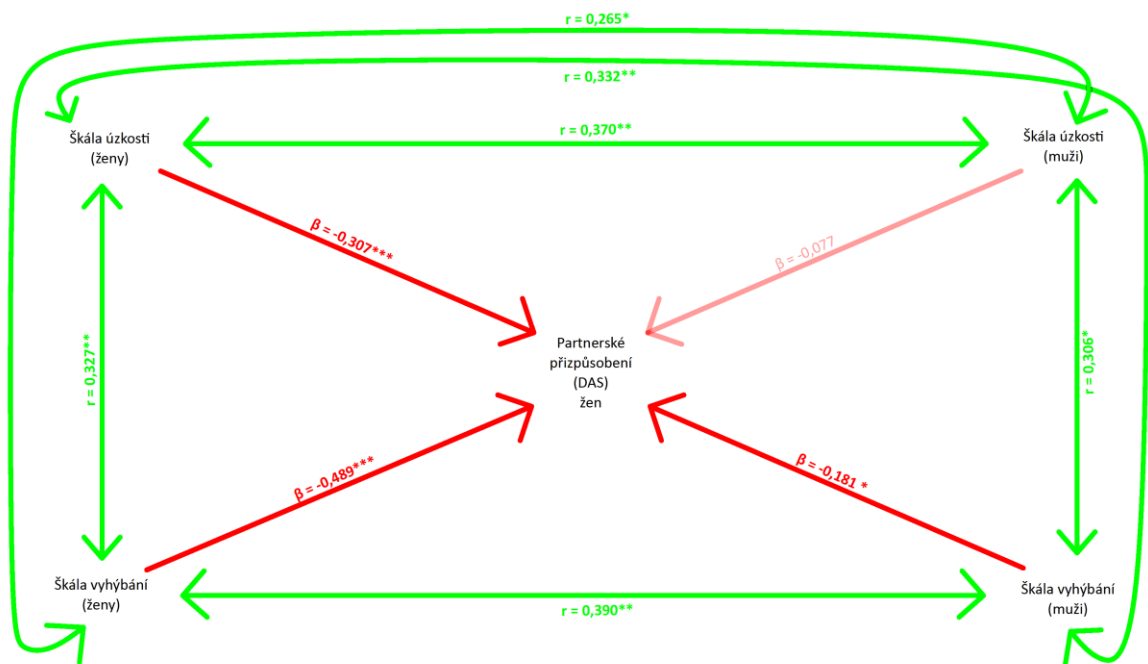 r = 0,265*
r = 0,332**
Škála úzkosti
(ženy)
r = 0,370**
Škála úzkosti
(muži)
β = -0,307***
β = -0,077
r = 0,327**
Partnerské
přizpůsobení
(DAS)
žen
r = 0,306*
β = -0,489***
β = -0,181 *
Škála vyhýbání
(ženy)
r = 0,390**
Škála vyhýbání
(muži)